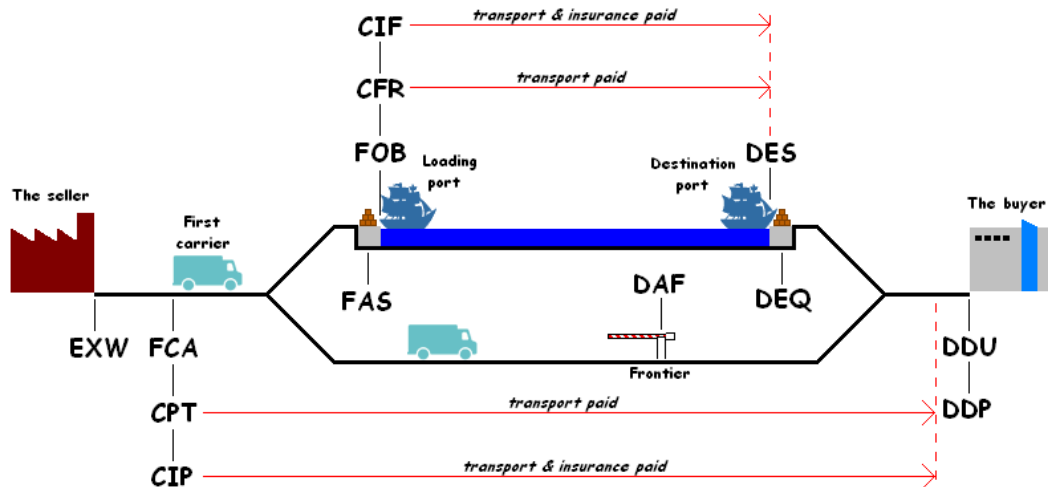 CIF
transport & insurance paid
CFR
transport paid
FOB
Loading
port
Destination
port
DES
The seller
First
carrier
The buyer
FAS
DAF
DEQ
EXW
FCA
Frontier
DDU
CPT
transport paid
DDP
CIP
transport & insurance paid